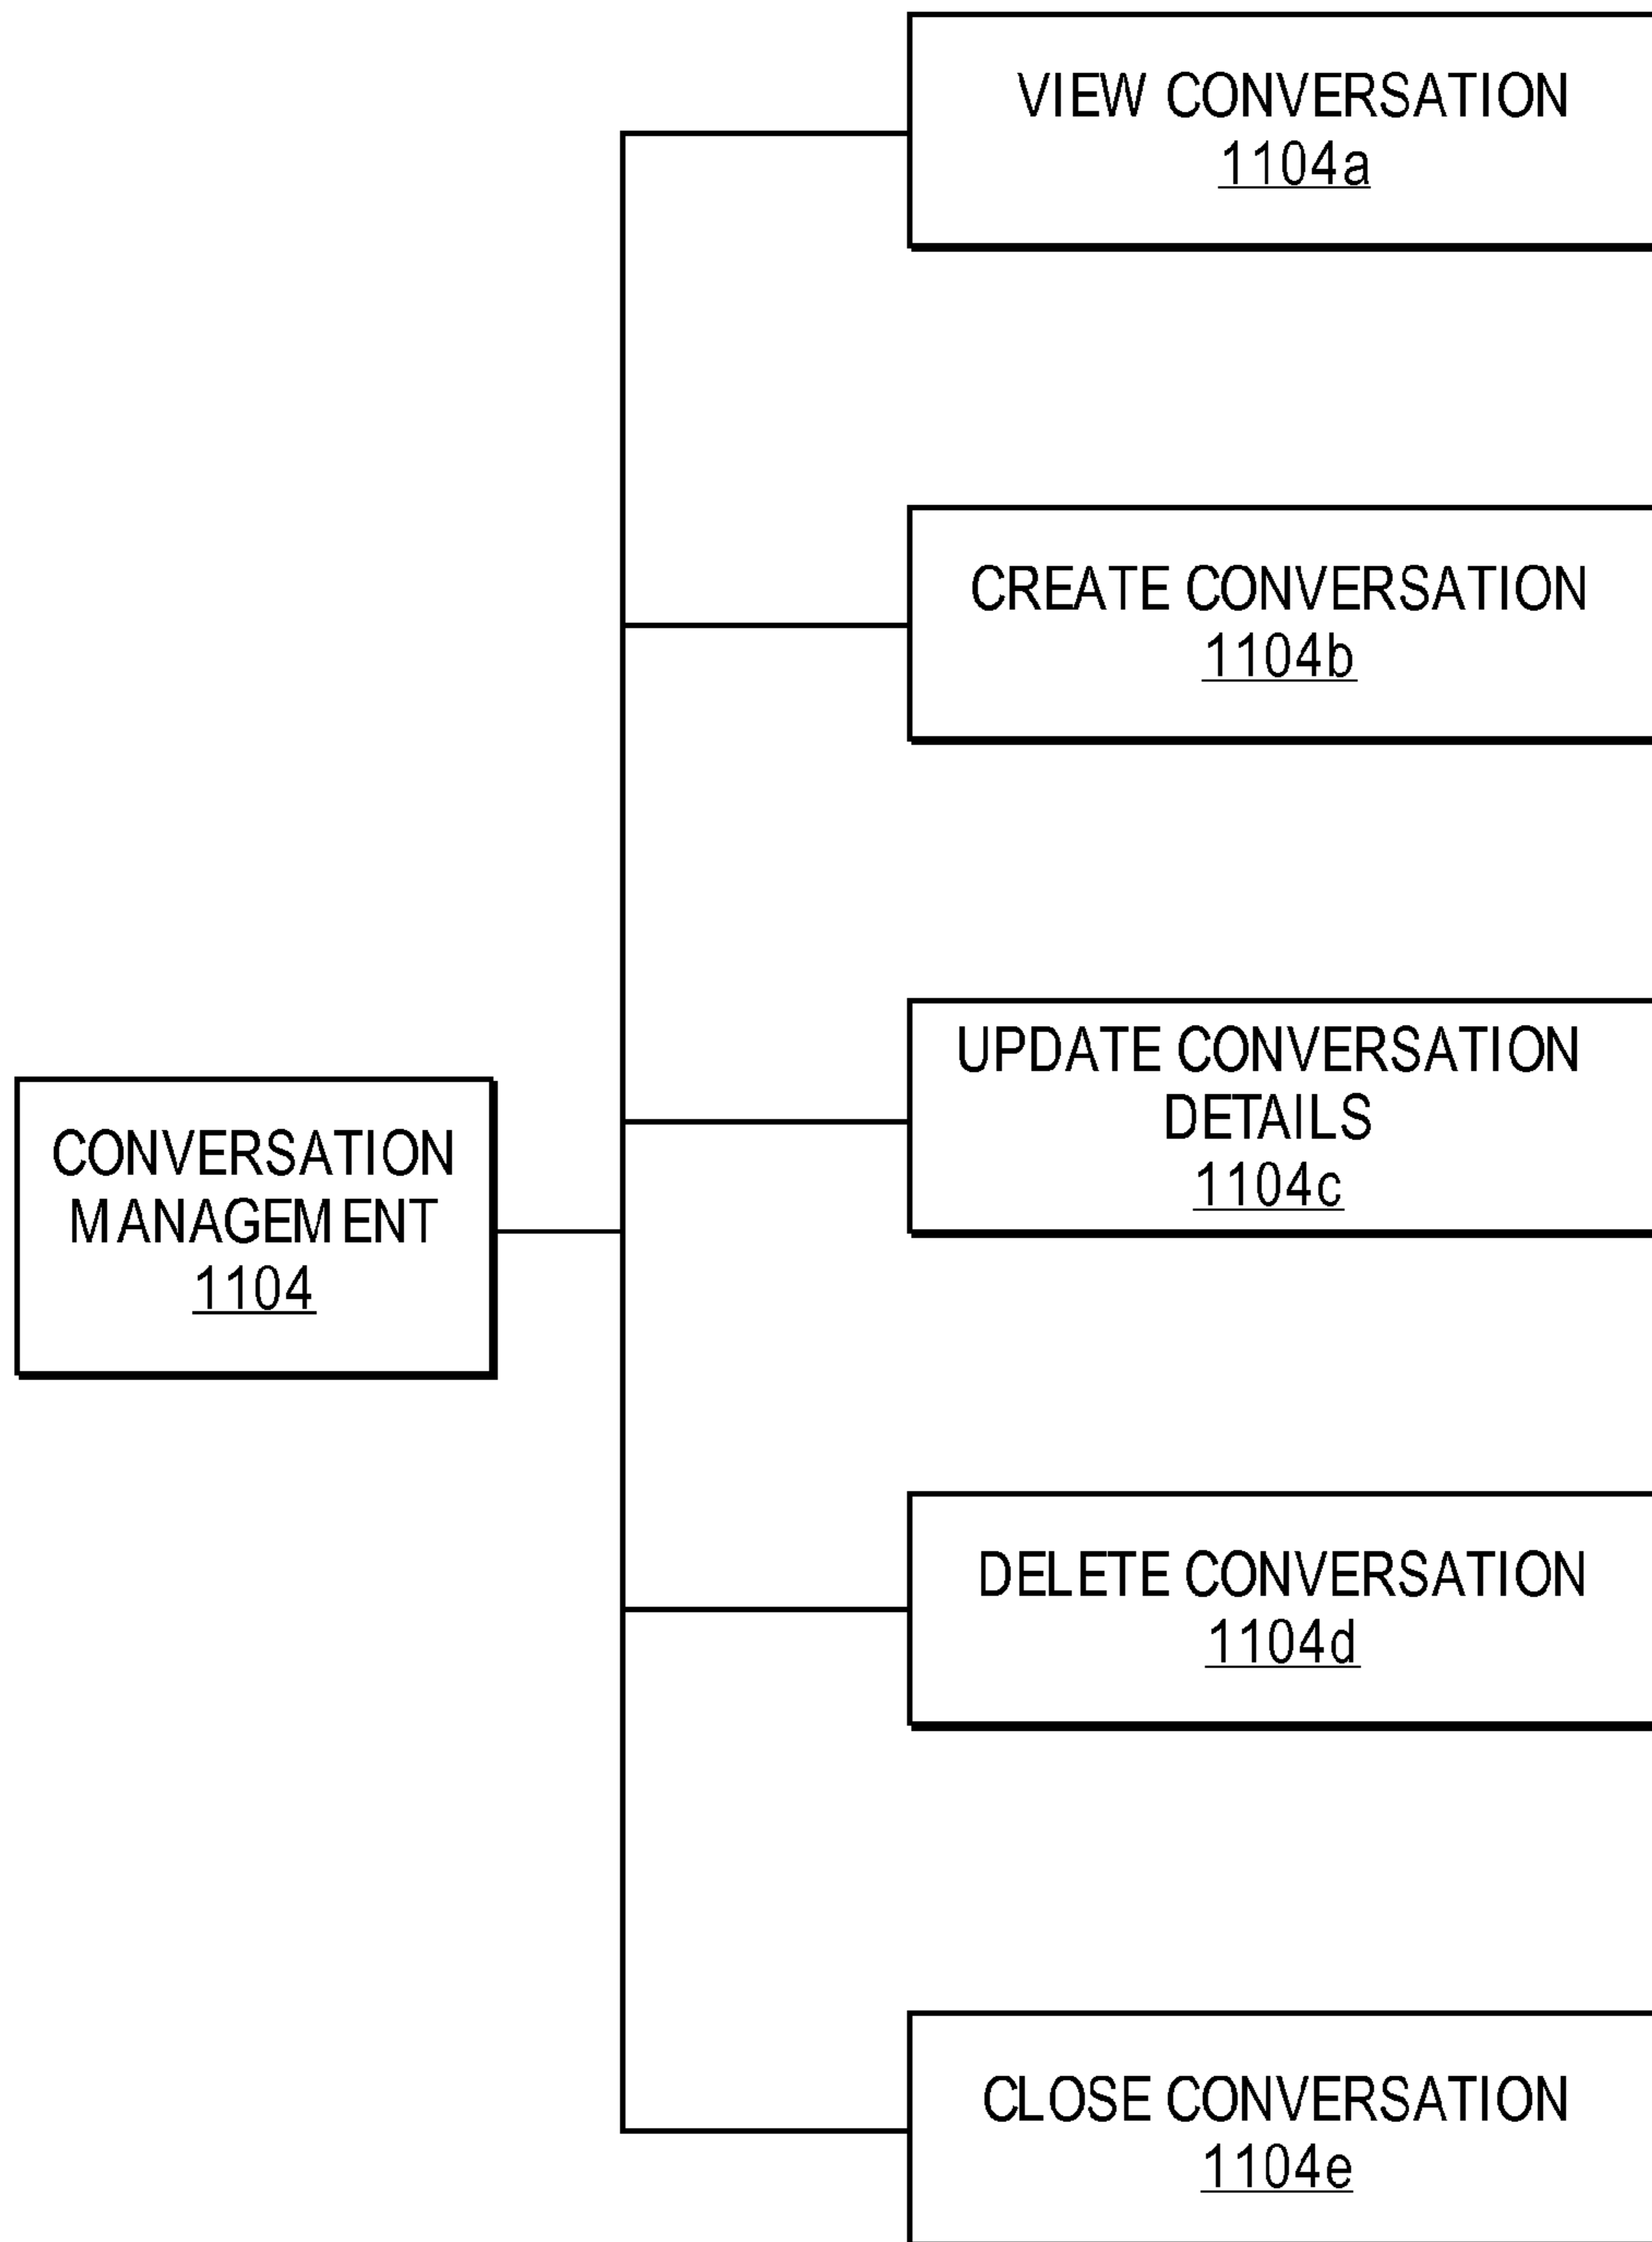 VIEW CONVERSATION
1104a
CREATE CONVERSATION
1104b
UPDATE CONVERSATION
DETAILS
1104c
CONVERSATION
MANAGEMENT
1104
DELETE CONVERSATION
1104d
CLOSE CONVERSATION
1104e